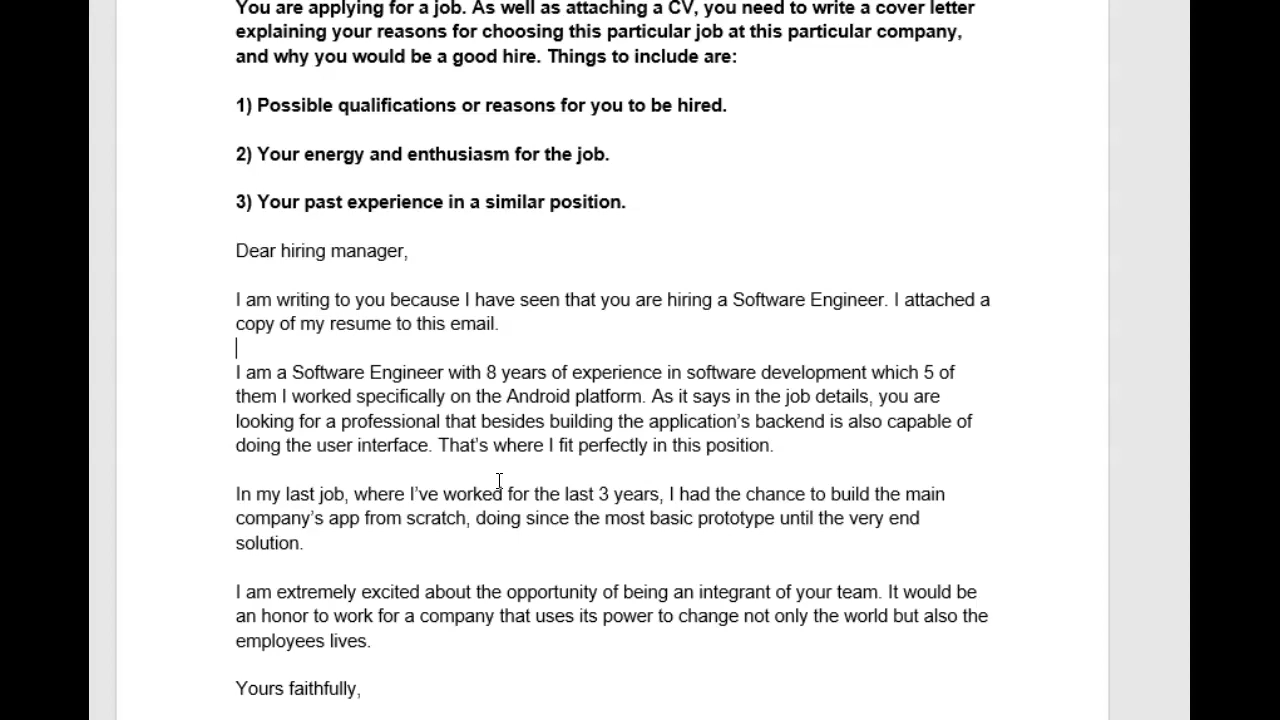 You are applying for a job. As well as attaching a CV, you need to write a cover letter
explaining your reasons for choosing this particular job at this particular company,
and why you would be a good hire. Things to include are:
1) Possible qualifications or reasons for you to be hired.
2) Your energy and enthusiasm for the job.
3) Your past experience in a similar position.
Dear hiring manager,
I am writing to you because I have seen that you are hiring a Software Engineer. I attached a
copy of my resume to this email.
I am a Software Engineer with 8 years of experience in software development which 5 of
them I worked specifically on the Android platform. As it says in the job details, you are
looking for a professional that besides building the application’s backend is also capable of
doing the user interface. That’s where I fit perfectly in this position.
In my last job, where I’ve worked for the last 3 years, I had the chance to build the main
company’s app from scratch, doing since the most basic prototype until the very end
solution.
I am extremely excited about the opportunity of being an integrant of your team. It would be
an honor to work for a company that uses its power to change not only the world but also the
employees lives.
Yours faithfully,